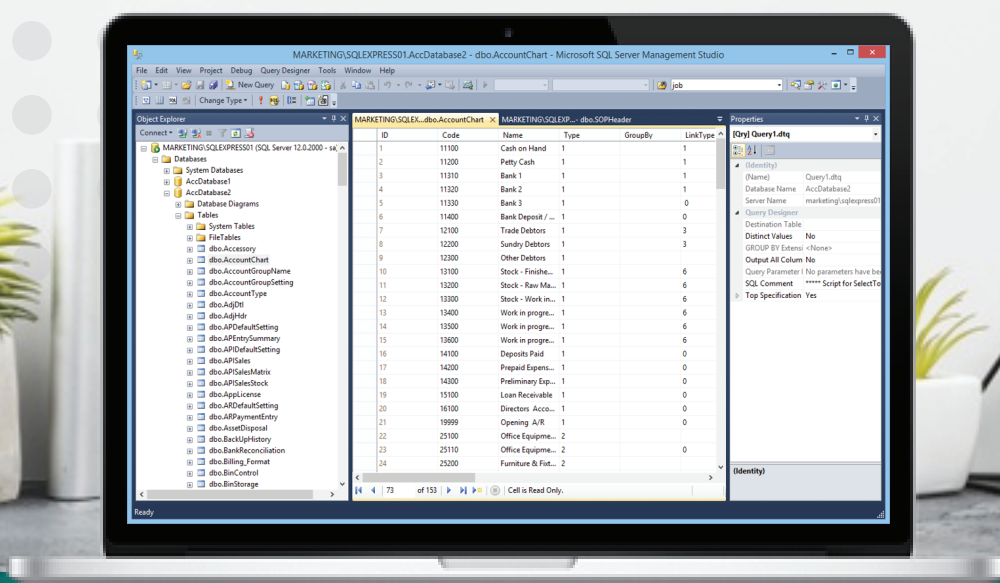 MARKETING\SQLEXPRESS01.AccDatabase2 - dbo.AccountChart - Microsoft SQL Server Management Studio
File Edit View Project Debug Query Designer Tools Window Help
New Query job
Change Type
Object Explorer
Connect
MARKETING\SQLEXPRESS01 (SQL Server 12.0.2000 - sa)
Databases
System Databases
AccDatabase1
AccDatabase2
Database Diagrams
Tables
System Tables
FileTables
dbo.Accessory
dbo.AccountChart
dbo.AccountGroupName
dbo.AccountGroupSetting
dbo.AccountType
dbo.AdjDtl
dbo.AdjHdr
dbo.APDefaultSetting
dbo.APEntrySummary
dbo.APIDefaultSetting
dbo.APISales
dbo.APISalesMatrix
dbo.APISalesStock
dbo.AppLicense
dbo.ARDefaultSetting
dbo.ARPaymentEntry
dbo.AssetDisposal
dbo.BackUpHistory
dbo.BankReconciliation
dbo.Billing_Format
dbo.BinControl
dbo.BinStorage
MARKETING\SQLEX...dbo.AccountChart MARKETING\SQLEXP...- dbo.SOPHeader
ID Code Name Type GroupBy LinkType
1 11100 Cash on Hand 1 1
2 11200 Petty Cash 1 1
3 11310 Bank 1 1 1
4 11320 Bank 2 1 1
5 11330 Bank 3 1 0
6 11400 Bank Deposit / ... 1 0
7 12100 Trade Debtors 1 3
8 12200 Sundry Debtors 1 3
9 12300 Other Debtors 1
10 13100 Stock - Finishe... 1 6
11 13200 Stock - Raw Ma... 1 6
12 13300 Stock - Work in... 1 6
13 13400 Work in progre... 1 6
14 13500 Work in progre... 1 6
15 13600 Work in progre... 1 6
16 14100 Deposits Paid 1 0
17 14200 Prepaid Expens... 1 0
18 14300 Preliminary Exp... 1 0
19 15100 Loan Receivable 1 0
20 16100 Directors Acco... 1 0
21 19999 Opening A/R 1 0
22 25100 Office Equipme... 2
23 25110 Office Equipme... 2 0
24 25200 Furniture & Fixt... 2
73 of 153 Cell is Read Only.
Properties
[Qry] Query1.dtq
(Identity)
(Name) Query1.dtq
Database Name AccDatabase2
Server Name marketing\sqlexpress01
Query Designer
Destination Table
Distinct Values No
GROUP BY Extensi <None>
Output All Colum No
Query Parameter l No parameters have bee
SQL Comment ***** Script for SelectTo
Top Specification Yes
(Identity)
Ready